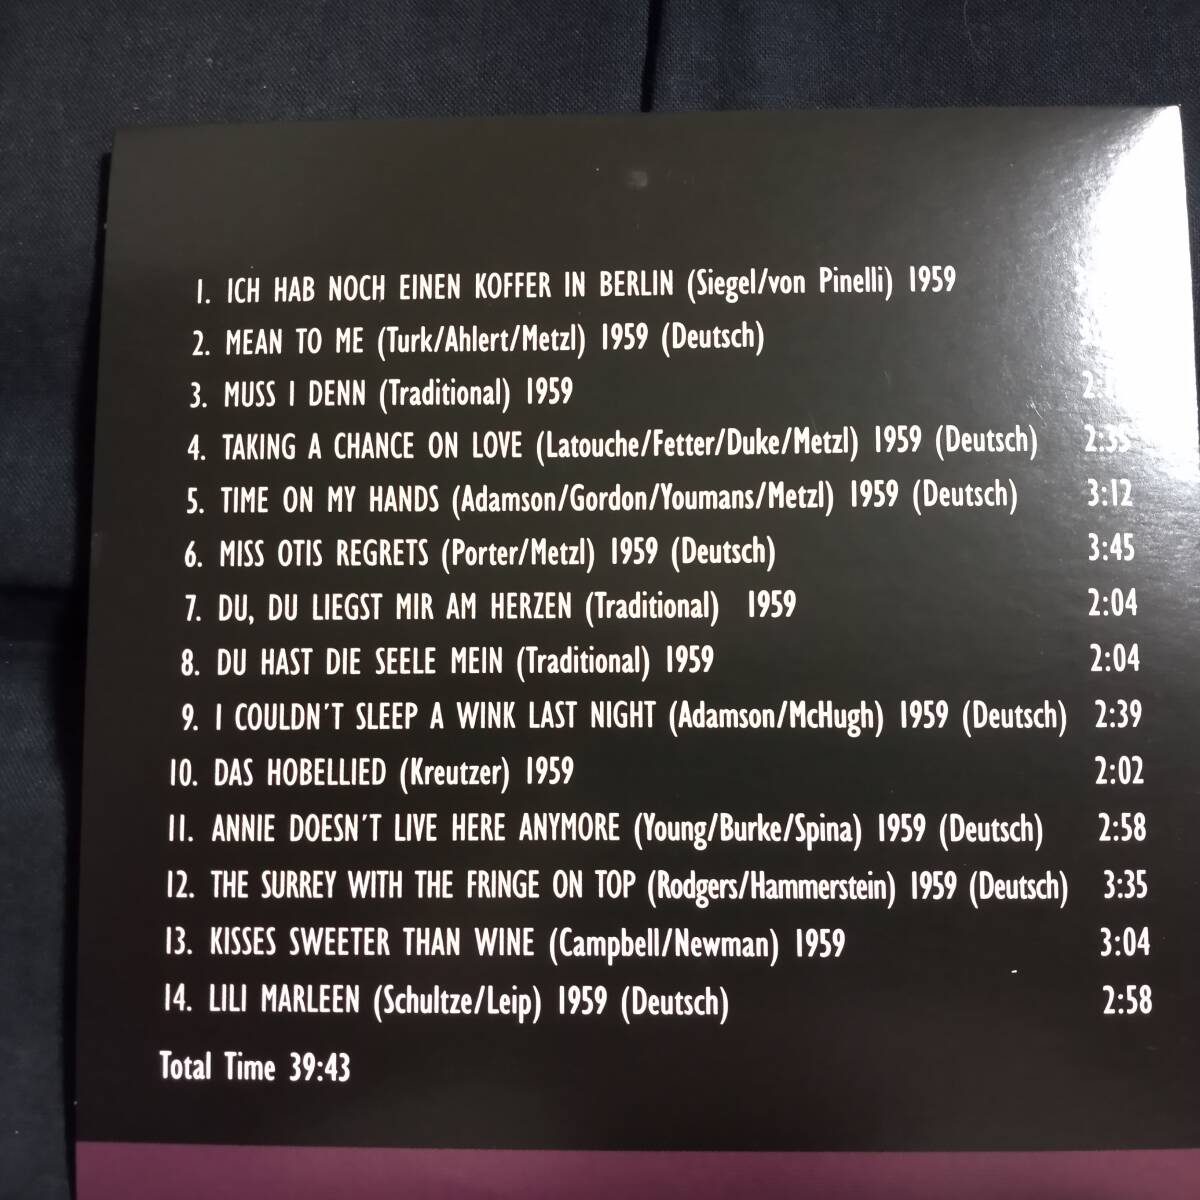 1. ICH HAB NOCH EINEN KOFFER IN BERLIN (Siegel/von Pinelli) 1959
2. MEAN TO ME (Turk/Ahlert/Metzl) 1959 (Deutsch)
3. MUSS I DENN (Traditional) 1959
4. TAKING A CHANCE ON LOVE (Latouche/Fetter/Duke/Metzl) 1959 (Deutsch) 2:35
5. TIME ON MY HANDS (Adamson/Gordon/Youmans/Metzl) 1959 (Deutsch) 3:12
6. MISS OTIS REGRETS (Porter/Metzl) 1959 (Deutsch) 3:45
7. DU, DU LIEGST MIR AM HERZEN (Traditional) 1959 2:04
8. DU HAST DIE SEELE MEIN (Traditional) 1959 2:04
9. I COULDN'T SLEEP A WINK LAST NIGHT (Adamson/McHugh) 1959 (Deutsch) 2:39
10. DAS HOBELLIED (Kreutzer) 1959 2:02
11. ANNIE DOESN'T LIVE HERE ANYMORE (Young/Burke/Spina) 1959 (Deutsch) 2:58
12. THE SURREY WITH THE FRINGE ON TOP (Rodgers/Hammerstein) 1959 (Deutsch) 3:35
13. KISSES SWEETER THAN WINE (Campbell/Newman) 1959 3:04
14. LILI MARLEEN (Schultze/Leip) 1959 (Deutsch) 2:58
Total Time 39:43